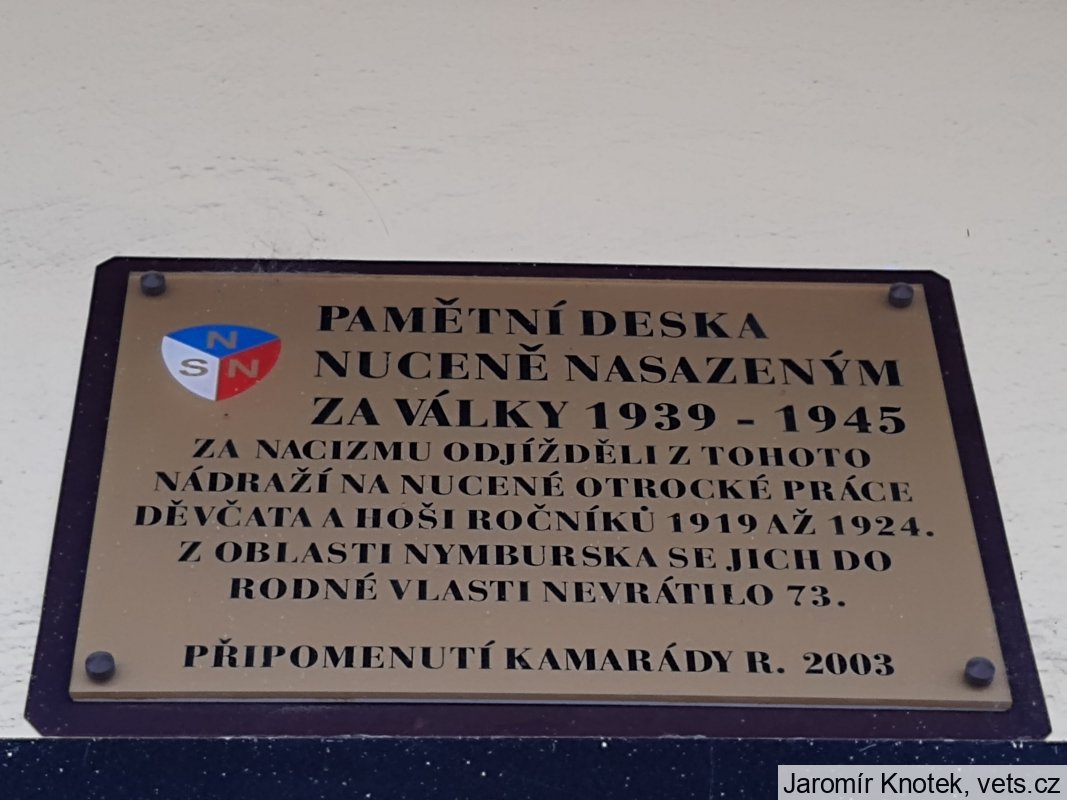 N
S N
PAMĚTNÍ DESKA
NUCENĚ NASAZENÝM
ZA VÁLKY 1939 - 1945
ZA NACIZMU ODJÍŽDĚLI Z TOHOTO
NÁDRAŽÍ NA NUCENÉ OTROCKÉ PRÁCE
DĚVČATA A HOŠI ROČNÍKŮ 1919 AŽ 1924.
Z OBLASTI NYMBURSKA SE JICH DO
RODNÉ VLASTI NEVRÁTILO 73.
PŘIPOMENUTÍ KAMARÁDY R. 2003
Jaromír Knotek, vets.cz